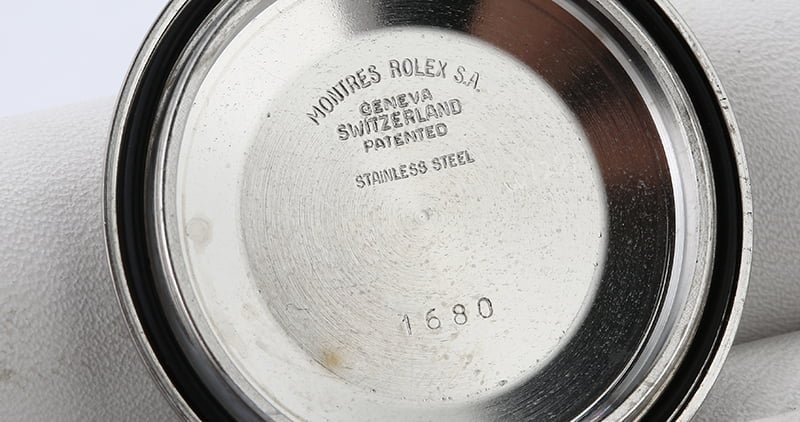 MONTRES ROLEX S.A.
GENEVA
SWITZERLAND
PATENTED
STAINLESS STEEL
1680